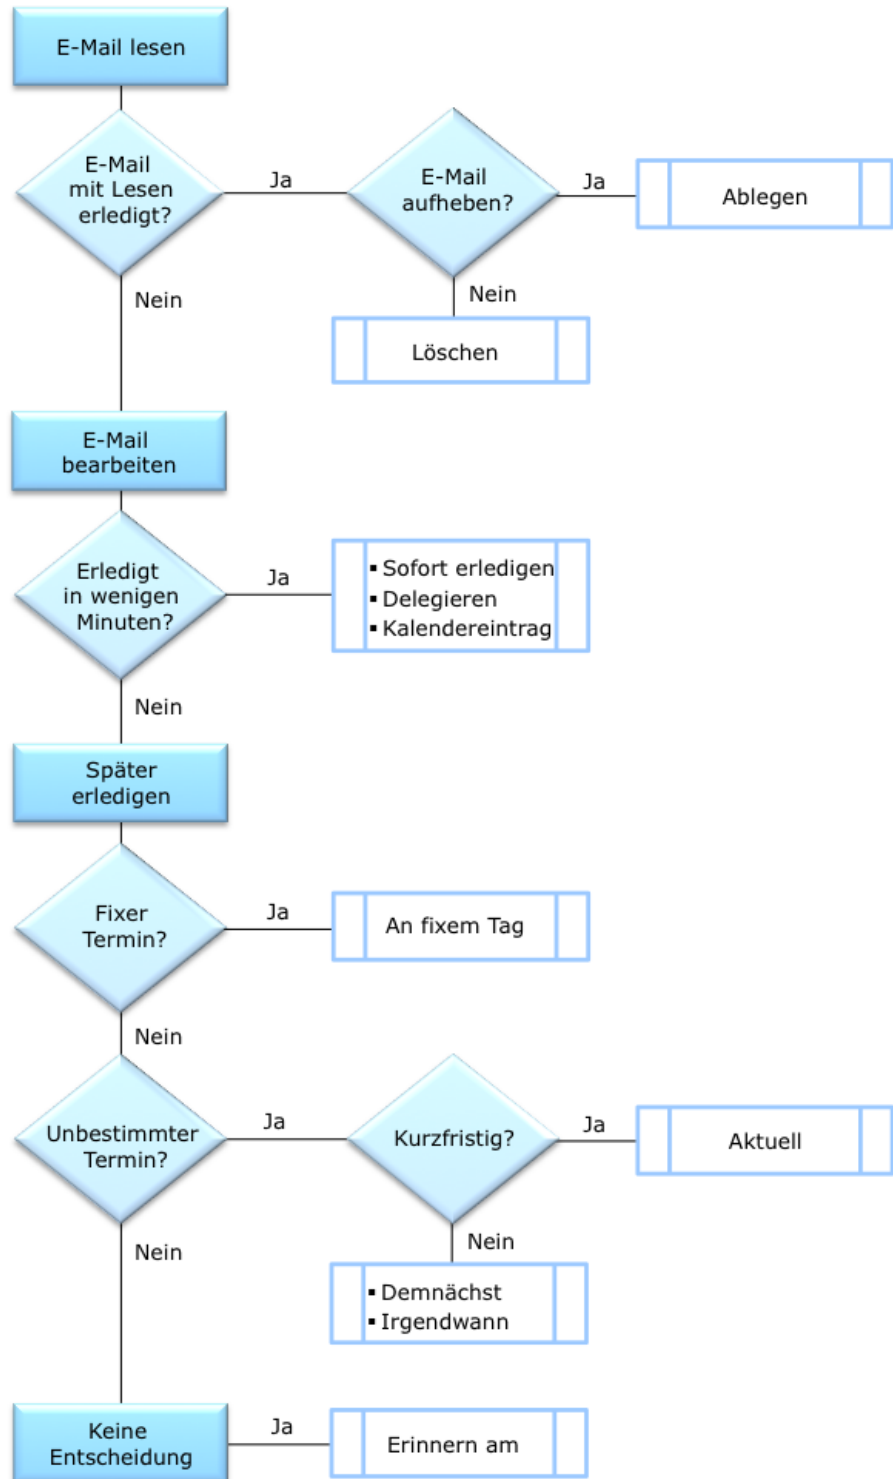 E-Mail lesen
E-Mail
mit Lesen
erledigt?
Ja
E-Mail
aufheben?
Ja
Ablegen
Nein
Nein
Löschen
E-Mail
bearbeiten
Erledigt
in wenigen
Minuten?
Ja
▪ Sofort erledigen
▪ Delegieren
▪ Kalendereintrag
Nein
Später
erledigen
Fixer
Termin?
Ja
An fixem Tag
Nein
Unbestimmter
Termin?
Ja
Kurzfristig?
Ja
Aktuell
Nein
Nein
▪ Demnächst
▪ Irgendwann
Keine
Entscheidung
Ja
Erinnern am